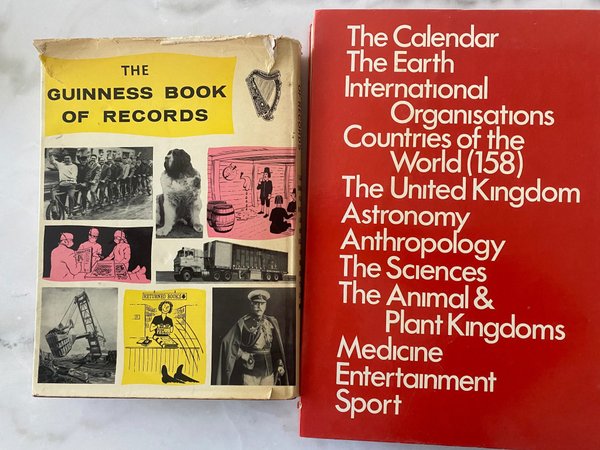 THE
GUINNESS BOOK
OF RECORDS
RETURNED BOOKS
The Calendar
The Earth
International
Organisations
Countries of the
World (158)
The United Kingdom
Astronomy
Anthropology
The Sciences
The Animal &
Plant Kingdoms
Medicine
Entertainment
Sport